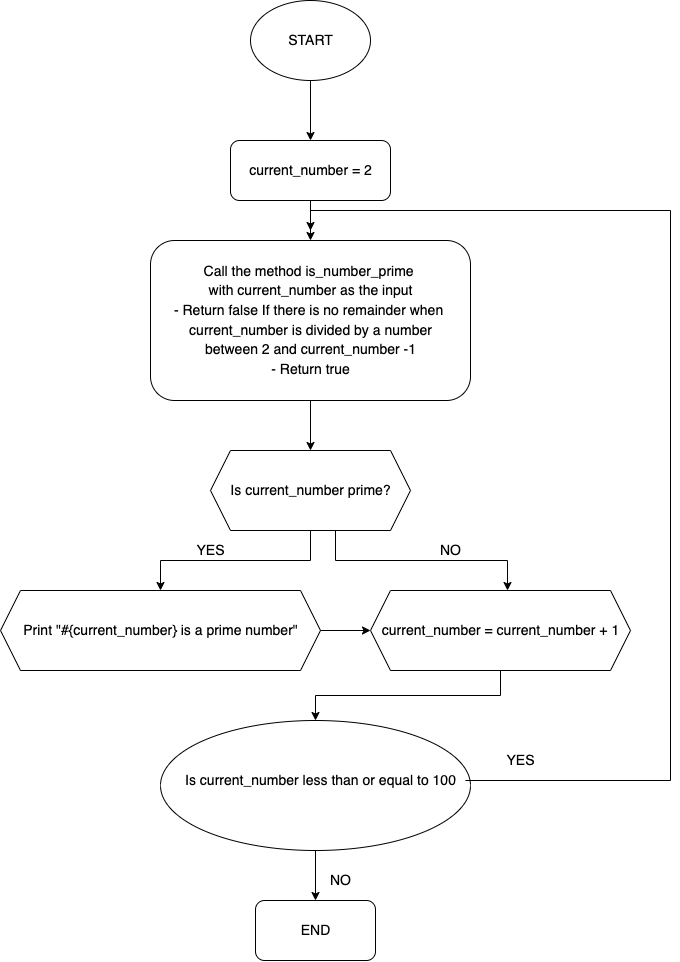 START
current_number = 2
Call the method is_number_prime
with current_number as the input
- Return false If there is no remainder when
current_number is divided by a number
between 2 and current_number -1
- Return true
Is current_number prime?
YES
NO
Print "#{current_number} is a prime number"
current_number = current_number + 1
Is current_number less than or equal to 100
YES
NO
END